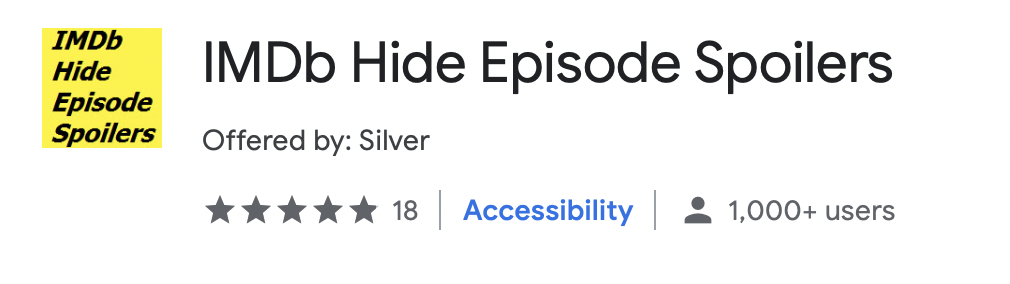 IMDb
Hide
Episode
Spoilers
IMDb Hide Episode Spoilers
Offered by: Silver
18 Accessibility 1,000+ users